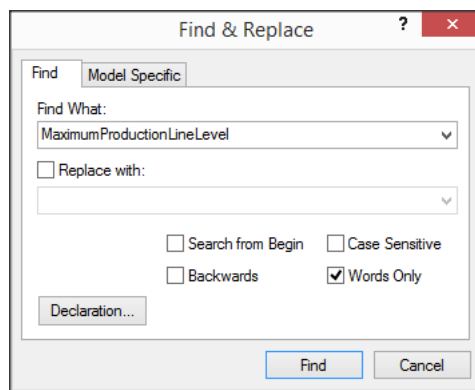 Find & Replace ?
Find Model Specific
Find What:
MaximumProductionLineLevel
Replace with:
Search from Begin Case Sensitive
Backwards Words Only
Declaration...
Find Cancel